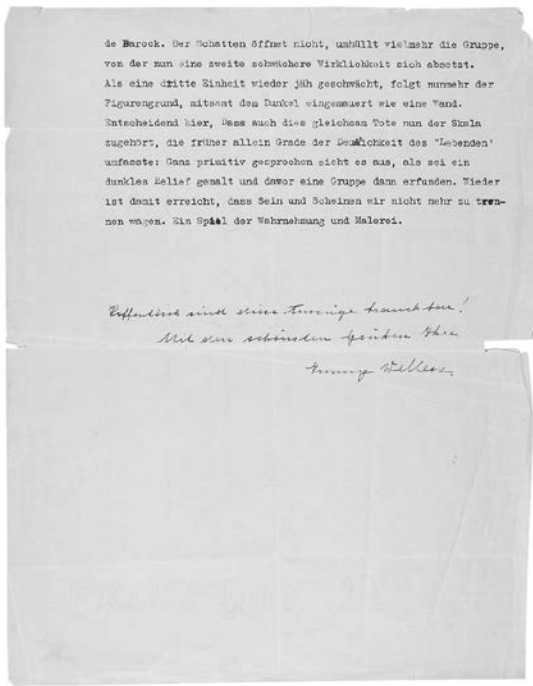 de Barock. Der Schatten öffnet nicht, umhüllt vielmehr die Gruppe,
von der nun eine zweite schwächere Wirklichkeit sich absetzt.
Als eine dritte Einheit wieder jäh geschwächt, folgt nunmehr der
Figurengrund, mitsamt dem Dunkel eingemauert wie eine Wand.
Entscheidend hier, Dass auch dies gleichsam Tote nun der Skala
zugehört, die früher allein Grade der Deutlichkeit des "Lebenden"
umfasste: Ganz primitiv gesprochen sieht es aus, als sei ein
dunkles Relief gemalt und davor eine Gruppe dann erfunden. Wieder
ist damit erreicht, dass Sein und Scheinen wir nicht mehr zu tren-
nen wagen. Ein Spiel der Wahrnehmung und Malerei.
Hoffentlich sind diese brauchbar!
Mit den schönsten Grüßen Ihre